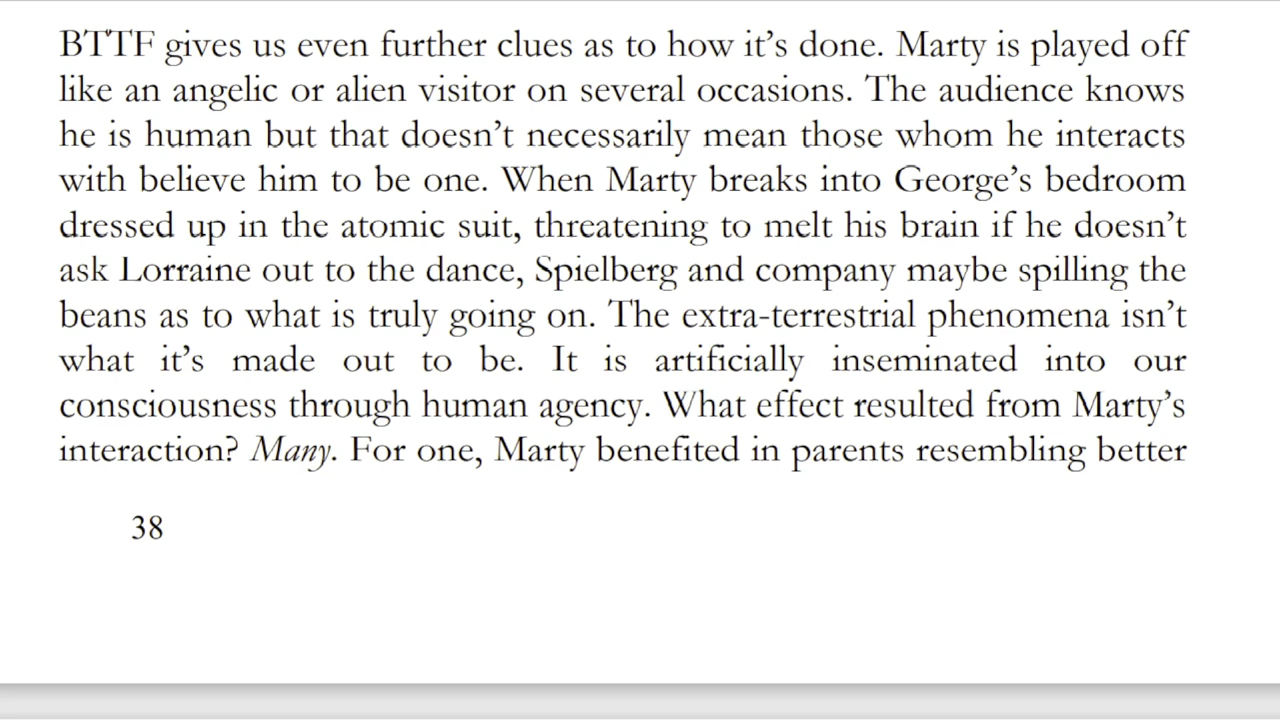 BTTF gives us even further clues as to how it’s done. Marty is played off
like an angelic or alien visitor on several occasions. The audience knows
he is human but that doesn’t necessarily mean those whom he interacts
with believe him to be one. When Marty breaks into George’s bedroom
dressed up in the atomic suit, threatening to melt his brain if he doesn’t
ask Lorraine out to the dance, Spielberg and company maybe spilling the
beans as to what is truly going on. The extra-terrestrial phenomena isn’t
what it’s made out to be. It is artificially inseminated into our
consciousness through human agency. What effect resulted from Marty’s
interaction? Many. For one, Marty benefited in parents resembling better
38